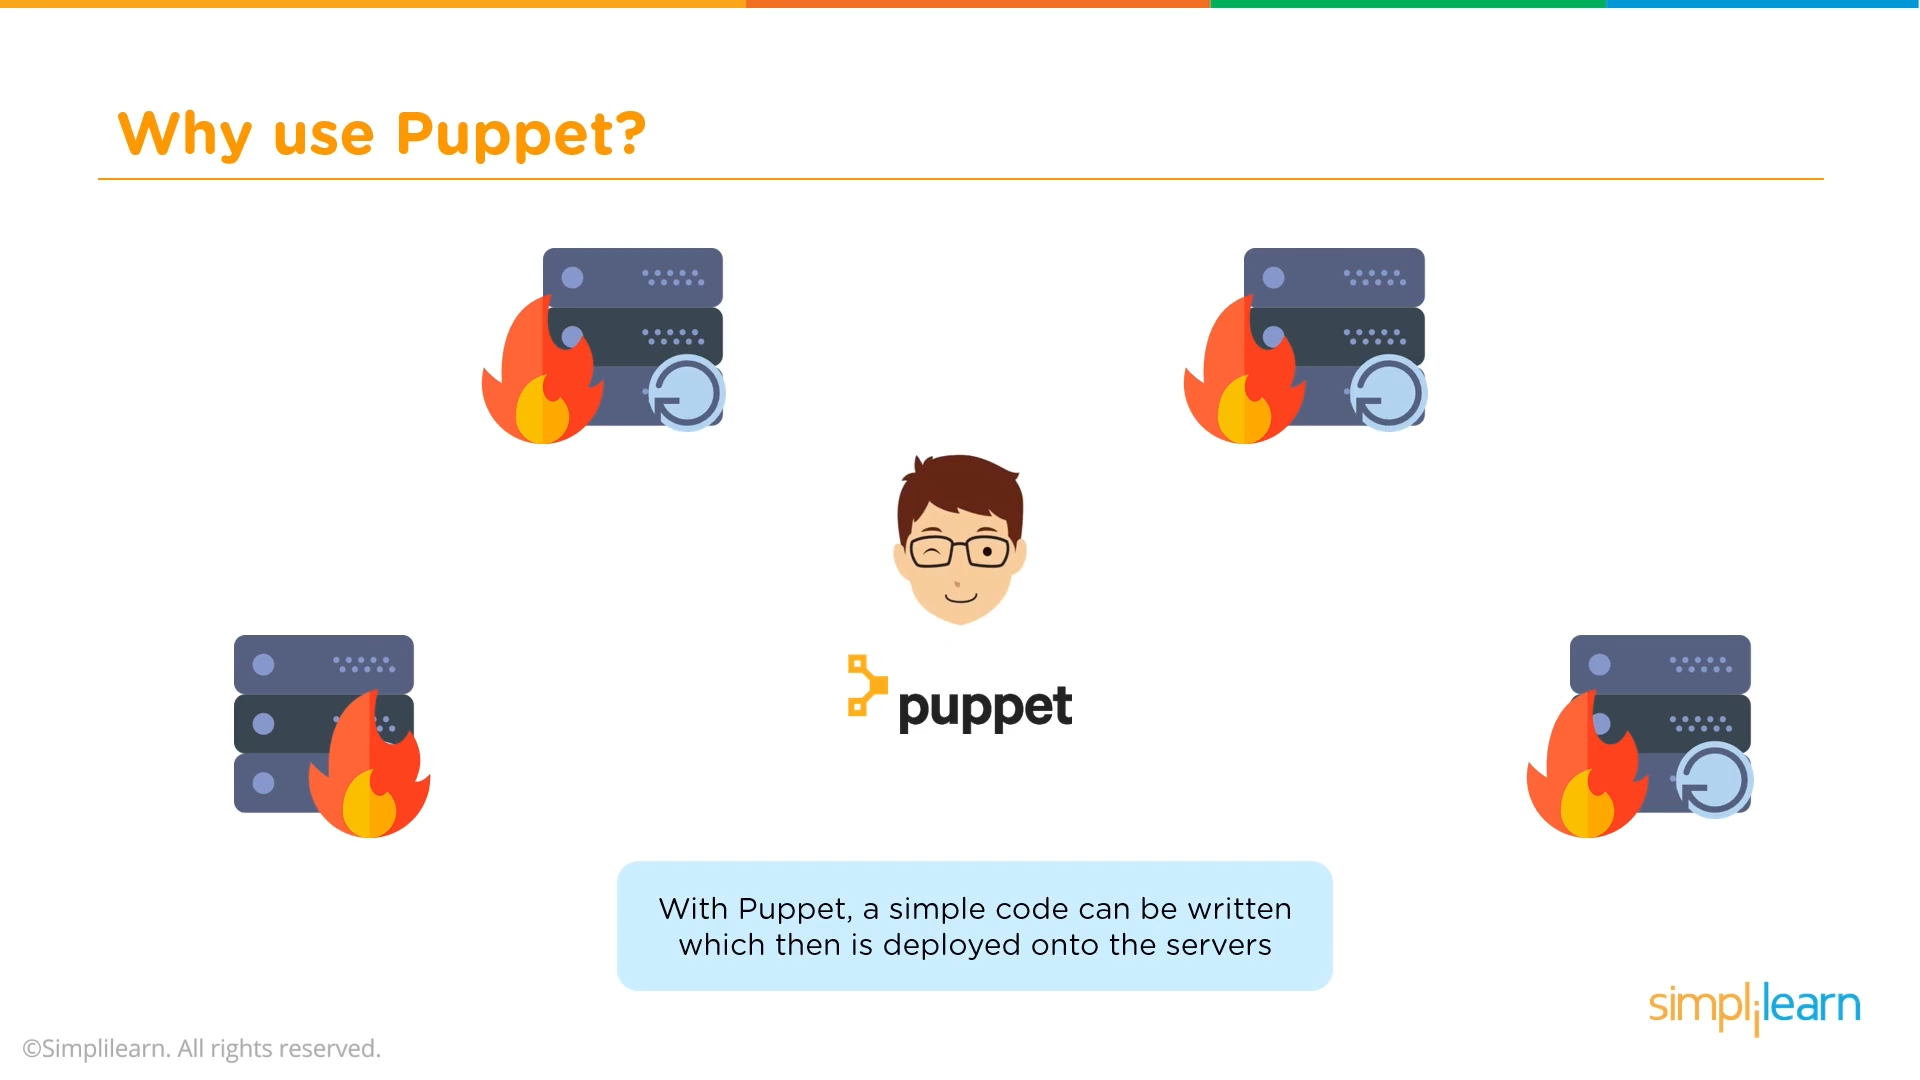 Why use Puppet?
puppet
With Puppet, a simple code can be written
which then is deployed onto the servers
simplilearn
©Simplilearn. All rights reserved.